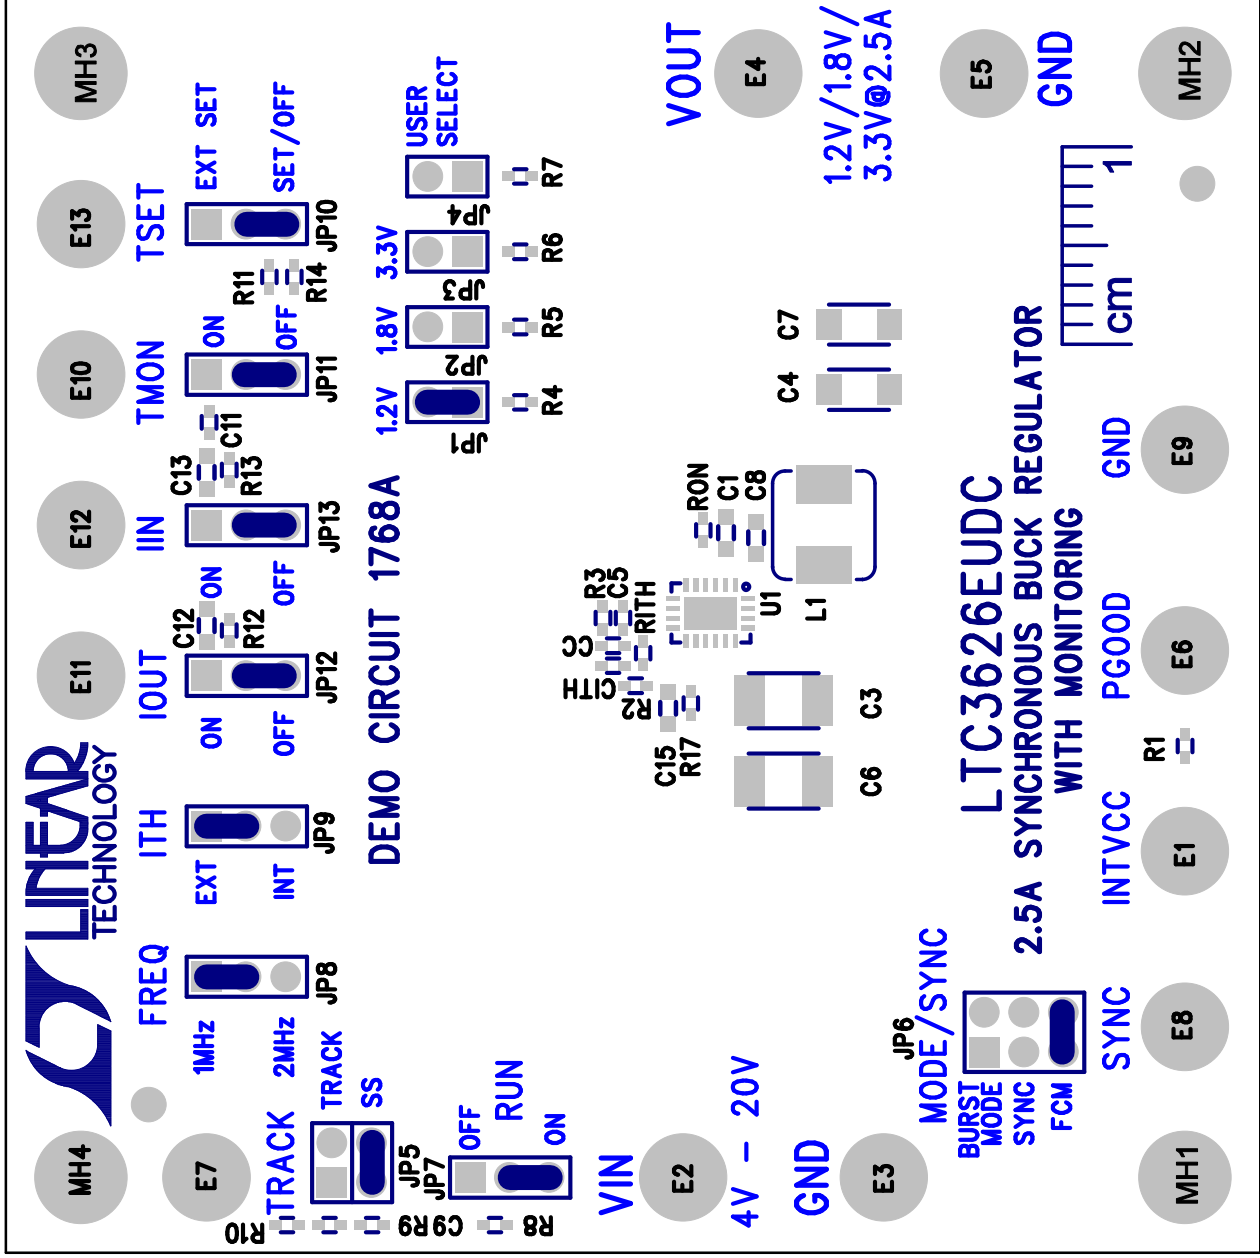 LINEAR
TECHNOLOGY
MH4
E11
E12
E10
E13
MH3
FREQ
ITH
IOUT
IIN
TMON
TSET
C12
C13
E7
1MHz
EXT
ON
ON
ON
EXT SET
C11
R12
R13
R11
R10
TRACK
2MHz
INT
OFF
OFF
OFF
SET/OFF
R14
TRACK
JP8
JP9
JP12
JP13
JP11
JP10
SS
DEMO CIRCUIT 1768A
1.2V
1.8V
3.3V
USER
SELECT
JP5
R9
JP7
C9
OFF
RUN
ON
JP1
JP2
JP3
JP4
R8
R4
R5
R6
R7
CC
CITH
R3
C5
RITH
R2
C15
R17
VIN
E2
4V - 20V
GND
E3
VOUT
E4
1.2V/1.8V/
3.3V@2.5A
RON
C1
C8
U1
L1
C4
C7
C6
C3
JP6
MODE/SYNC
BURST
MODE
SYNC
FCM
LTC3626EUDC
2.5A SYNCHRONOUS BUCK REGULATOR
WITH MONITORING
E5
GND
cm
1
SYNC
INTVCC
PGOOD
GND
R1
MH1
E8
E1
E6
E9
MH2